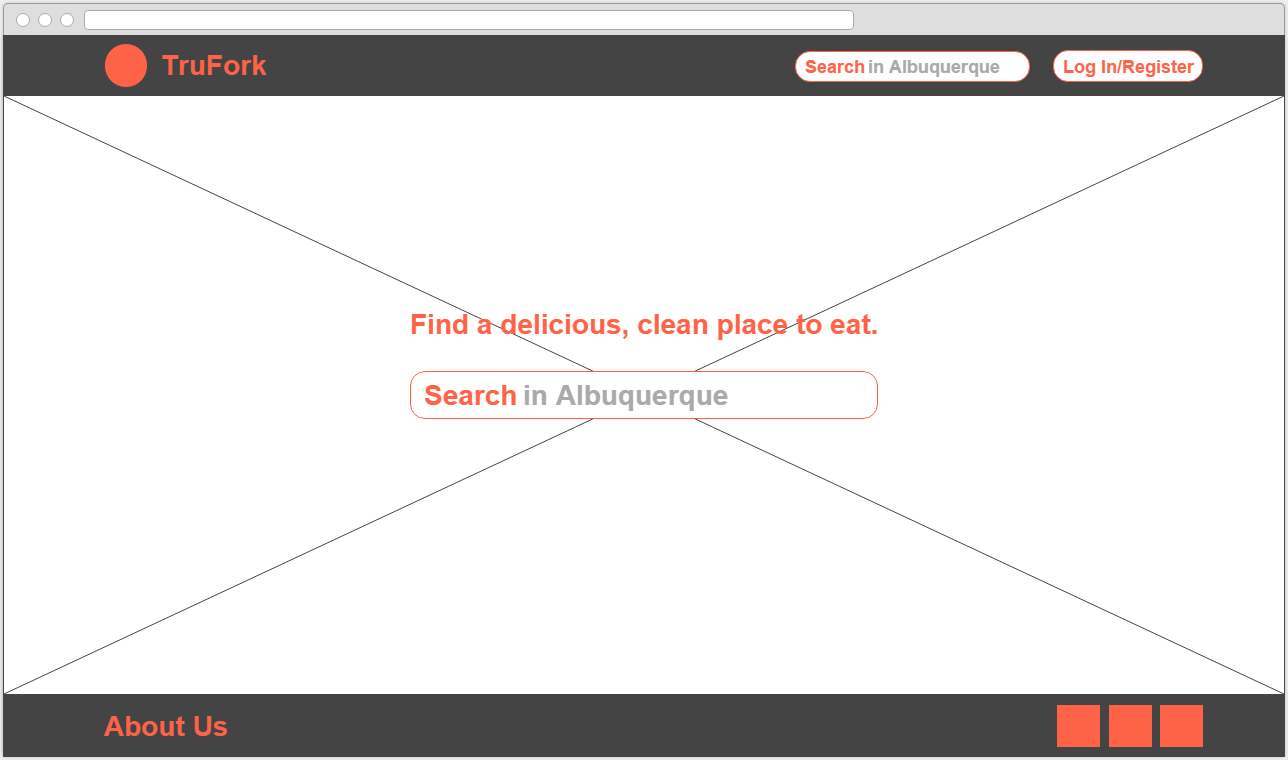 TruFork
Search in Albuquerque
Log In/Register
Find a delicious, clean place to eat.
Search in Albuquerque
About Us